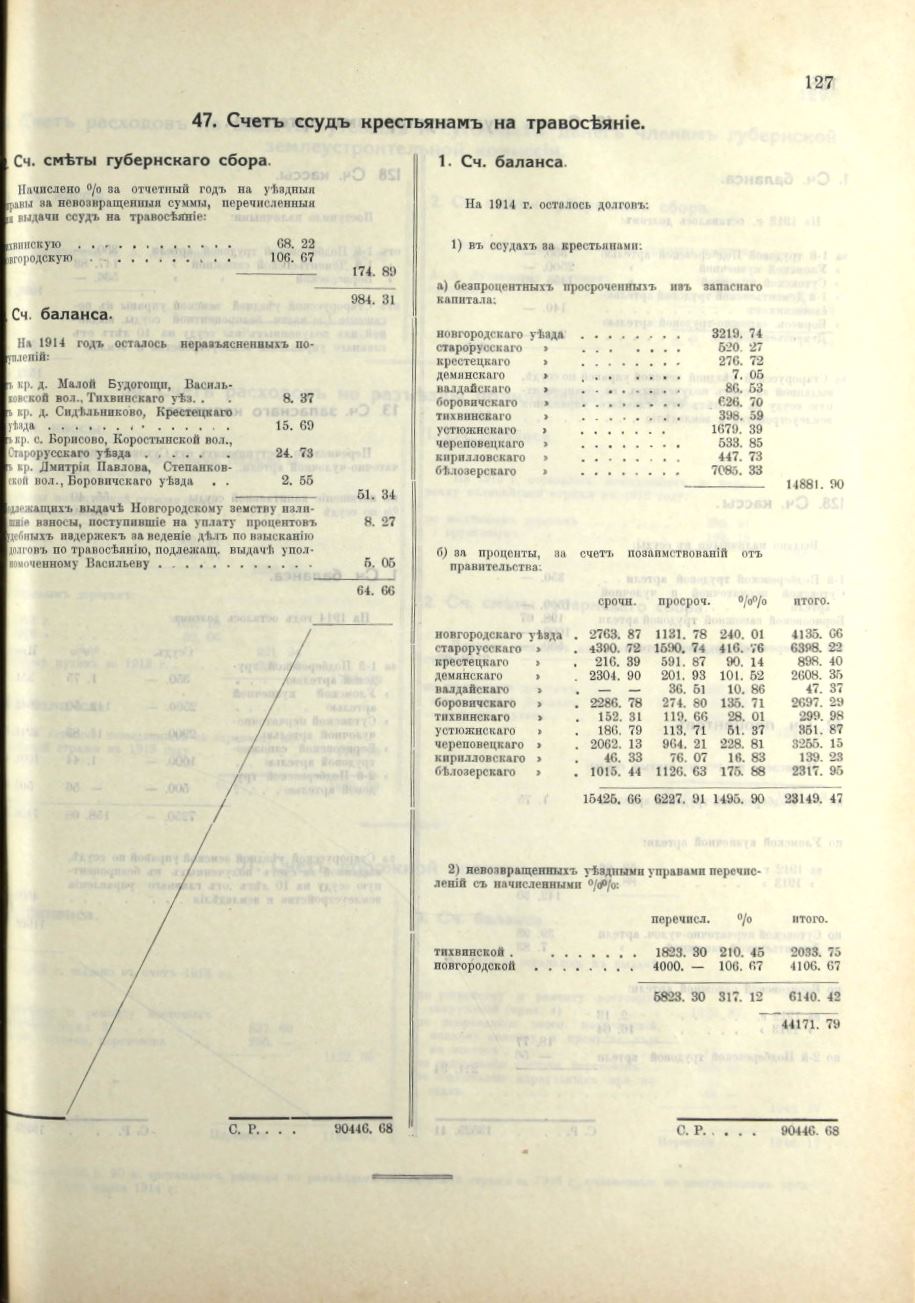 127
47. Счетъ ссудъ крестьянамъ на травосѣяніе.
Сч. смѣты губернскаго сбора.
Начислено % за отчетный годъ на уѣздныя
за невозвращенныя суммы, перечисленныя
выдачи ссудъ на травосѣяніе:
хвинскую . . . . . . . . . . . . 68. 22
вгородскую . . . . . . . . . . 106. 67
174. 89
984. 31
Сч. баланса.
На 1914 годъ осталось неразъясненныхъ по-
упленій:
кр. д. Малой Будогощи, Василь-
ковской вол., Тихвинскаго уѣз. . . 8. 37
кр. д. Сидѣльниково, Крестецкаго
уѣзда . . . . . . . . . . . . . 15. 69
кр. с. Борисово, Коростынской вол.,
Старорусскаго уѣзда . . . . . . 24. 73
кр. Дмитрія Павлова, Степанков-
ской вол., Боровичскаго уѣзда . . 2. 55
51. 34
длежащихъ выдачѣ Новгородскому земству изли-
шніе взносы, поступившіе на уплату процентовъ 8. 27
удебныхъ издержекъ за веденіе дѣлъ по взысканію
долговъ по травосѣянію, подлежащ. выдачѣ упол-
номоченному Васильеву . . . . . . . . . . . . 5. 05
64. 66
С. Р. . . . 90446. 68
1. Сч. баланса.
На 1914 г. осталось долговъ:
1) въ ссудахъ за крестьянами:
а) безпроцентныхъ просроченныхъ изъ запаснаго
капитала:
новгородскаго уѣзда . . . . . . . . 3219. 74
старорусскаго » . . . . . . . . 520. 27
крестецкаго » . . . . . . . . 276. 72
демянскаго » . . . . . . . . 7. 05
валдайскаго » . . . . . . . . 86. 53
боровичскаго » . . . . . . . . 626. 70
тихвинскаго » . . . . . . . . 398. 59
устюжнскаго » . . . . . . . . 1679. 39
череповецкаго » . . . . . . . . 533. 85
кирилловскаго » . . . . . . . . 447. 73
бѣлозерскаго » . . . . . . . . 7085. 33
14881. 90
б) за проценты, за счетъ позаимствованій отъ
правительства:
срочн. просроч. %% итого.
новгородскаго уѣзда . 2763. 87 1131. 78 240. 01 4135. 66
старорусскаго » . 4390. 72 1590. 74 416. 76 6398. 22
крестецкаго » . 216. 39 591. 87 90. 14 898. 40
демянскаго » . 2304. 90 201. 93 101. 52 2608. 35
валдайскаго » . — — 36. 51 10. 86 47. 37
боровичскаго » . 2286. 78 274. 80 135. 71 2697. 29
тихвинскаго » . 152. 31 119. 66 28. 01 299. 98
устюжнскаго » . 186. 79 113. 71 51. 37 351. 87
череповецкаго » . 2062. 13 964. 21 228. 81 3255. 15
кирилловскаго » . 46. 33 76. 07 16. 83 139. 23
бѣлозерскаго » . 1015. 44 1126. 63 175. 88 2317. 95
15425. 66 6227. 91 1495. 90 23149. 47
2) невозвращенныхъ уѣздными управами перечис-
леній съ начисленными %%:
перечисл. % итого.
тихвинской . . . . . . . . 1823. 30 210. 45 2033. 75
новгородской . . . . . . . . 4000. — 106. 67 4106. 67
5823. 30 317. 12 6140. 42
44171. 79
С. Р. . . . . 90446. 68